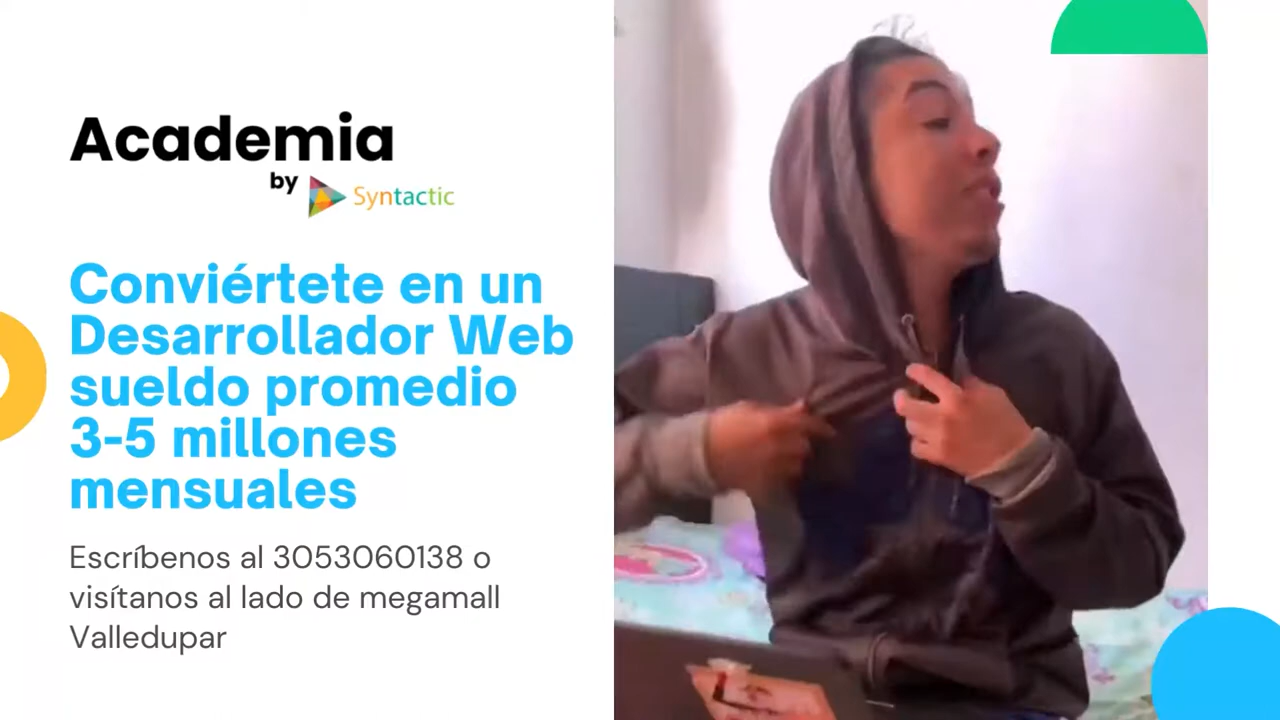 Academia
by Syntactic
Conviértete en un
Desarrollador Web
sueldo promedio
3-5 millones
mensuales
Escríbenos al 3053060138 o
visítanos al lado de megamall
Valledupar